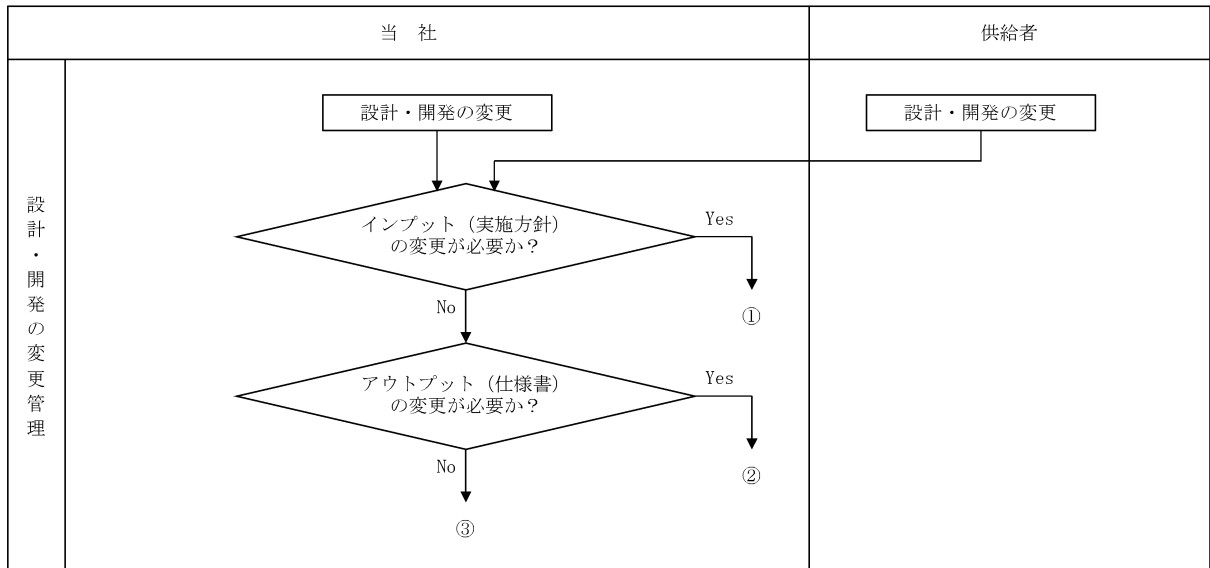 当 社
供給者
設計・開発の変更管理
設計・開発の変更
設計・開発の変更
インプット（実施方針）
の変更が必要か？
Yes
No
①
アウトプット（仕様書）
の変更が必要か？
Yes
No
②
③